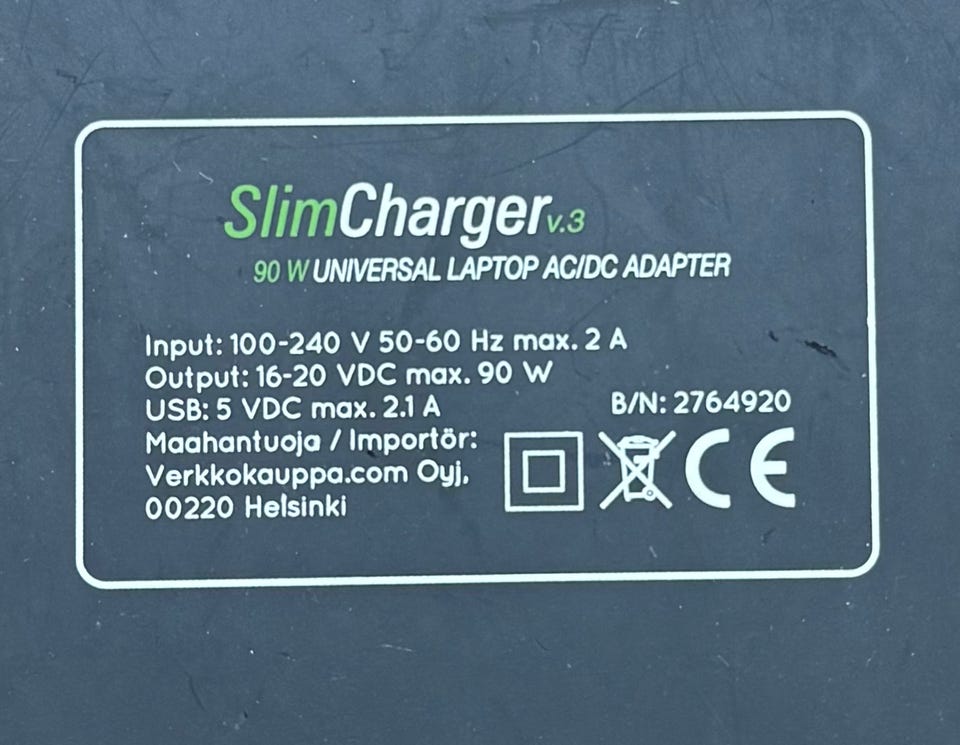 SlimCharger v.3
90 W UNIVERSAL LAPTOP AC/DC ADAPTER
Input: 100-240 V 50-60 Hz max. 2 A
Output: 16-20 VDC max. 90 W
USB: 5 VDC max. 2.1 A
B/N: 2764920
Maahantuoja / Importör:
Verkkokauppa.com Oyj,
00220 Helsinki
CE